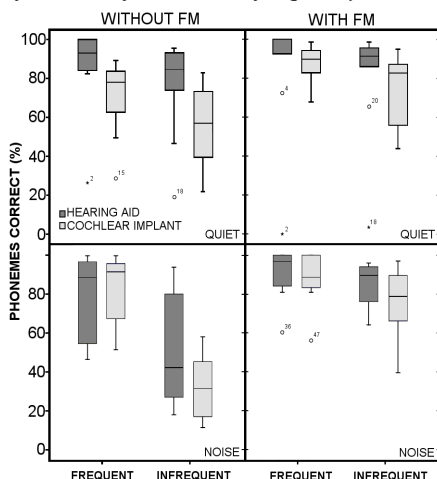 WITHOUT FM WITH FM
PHONEMES CORRECT (%)
100
80
60
40
20
0
2
15
18
4
2
20
18
HEARING AID
COCHLEAR IMPLANT
QUIET QUIET
80
60
40
20
0
36
47
NOISE NOISE
FREQUENT INFREQUENT FREQUENT INFREQUENT